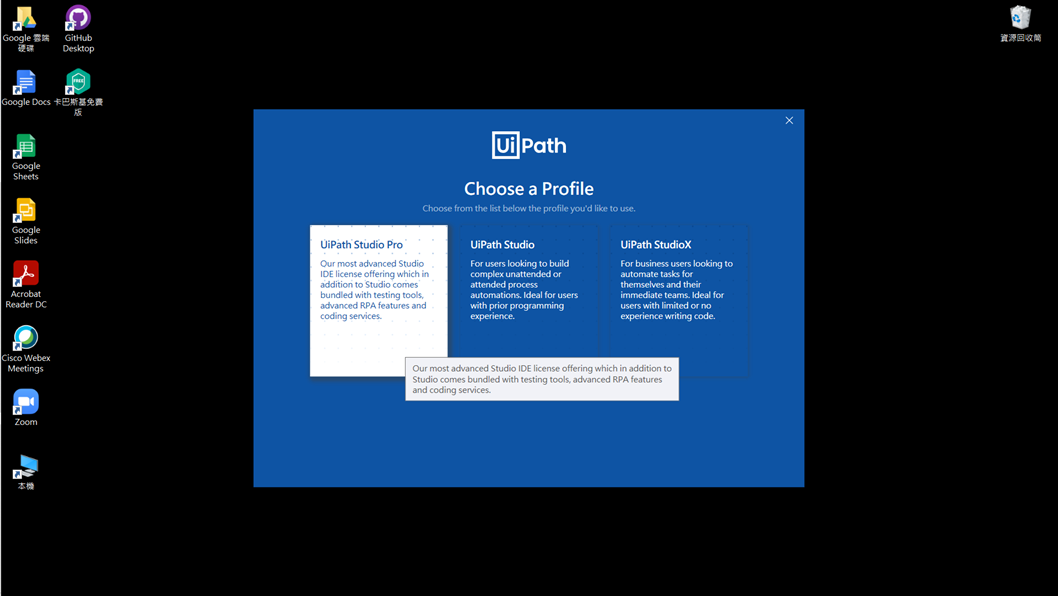 Google 雲端
硬碟
GitHub
Desktop
資源回收筒
Google Docs
卡巴斯基免費
版
FREE
Google
Sheets
Google
Slides
Acrobat
Reader DC
Cisco Webex
Meetings
Zoom
本機
UiPath
Choose a Profile
Choose from the list below the profile you'd like to use.
UiPath Studio Pro
Our most advanced Studio
IDE license offering which in
addition to Studio comes
bundled with testing tools,
advanced RPA features and
coding services.
UiPath Studio
For users looking to build
complex unattended or
attended process
automations. Ideal for users
with prior programming
experience.
UiPath StudioX
For business users looking to
automate tasks for
themselves and their
immediate teams. Ideal for
users with limited or no
experience writing code.
Our most advanced Studio IDE license offering which in addition to
Studio comes bundled with testing tools, advanced RPA features
and coding services.